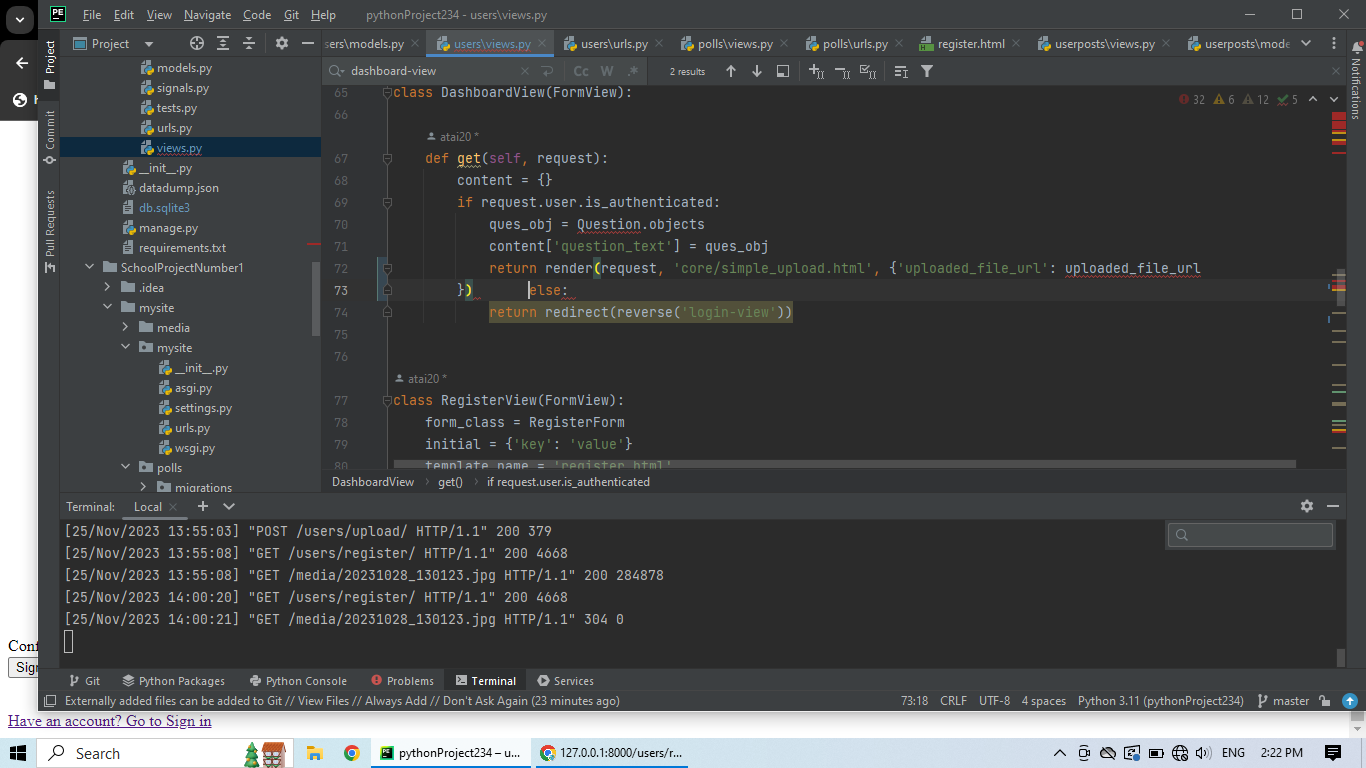 PE File Edit View Navigate Code Git Help pythonProject234 - users\views.py
Project sers\models.py users\views.py users\urls.py polls\views.py polls\urls.py register.html userposts\views.py userposts\mode
dashboard-view Cc W .* 2 results
Project
Commit
Pull Requests
Notifications
models.py
signals.py
tests.py
urls.py
views.py
__init__.py
datadump.json
db.sqlite3
manage.py
requirements.txt
SchoolProjectNumber1
.idea
mysite
media
mysite
__init__.py
asgi.py
settings.py
urls.py
wsgi.py
polls
migrations
32 6 12 5
65 class DashboardView(FormView):
66
atai20 *
67 def get(self, request):
68 content = {}
69 if request.user.is_authenticated:
70 ques_obj = Question.objects
71 content['question_text'] = ques_obj
72 return render(request, 'core/simple_upload.html', {'uploaded_file_url': uploaded_file_url
73 }) else:
74 return redirect(reverse('login-view'))
75
76
atai20 *
77 class RegisterView(FormView):
78 form_class = RegisterForm
79 initial = {'key': 'value'}
80 template_name = 'register.html'
DashboardView get() if request.user.is_authenticated
Terminal: Local
[25/Nov/2023 13:55:03] "POST /users/upload/ HTTP/1.1" 200 379
[25/Nov/2023 13:55:08] "GET /users/register/ HTTP/1.1" 200 4668
[25/Nov/2023 13:55:08] "GET /media/20231028_130123.jpg HTTP/1.1" 200 284878
[25/Nov/2023 14:00:20] "GET /users/register/ HTTP/1.1" 200 4668
[25/Nov/2023 14:00:21] "GET /media/20231028_130123.jpg HTTP/1.1" 304 0
Conf
Sign
Git Python Packages Python Console Problems Terminal Services
Externally added files can be added to Git // View Files // Always Add // Don't Ask Again (23 minutes ago) 73:18 CRLF UTF-8 4 spaces Python 3.11 (pythonProject234) master
Have an account? Go to Sign in
Search pythonProject234 – u... 127.0.0.1:8000/users/r... ENG 2:22 PM